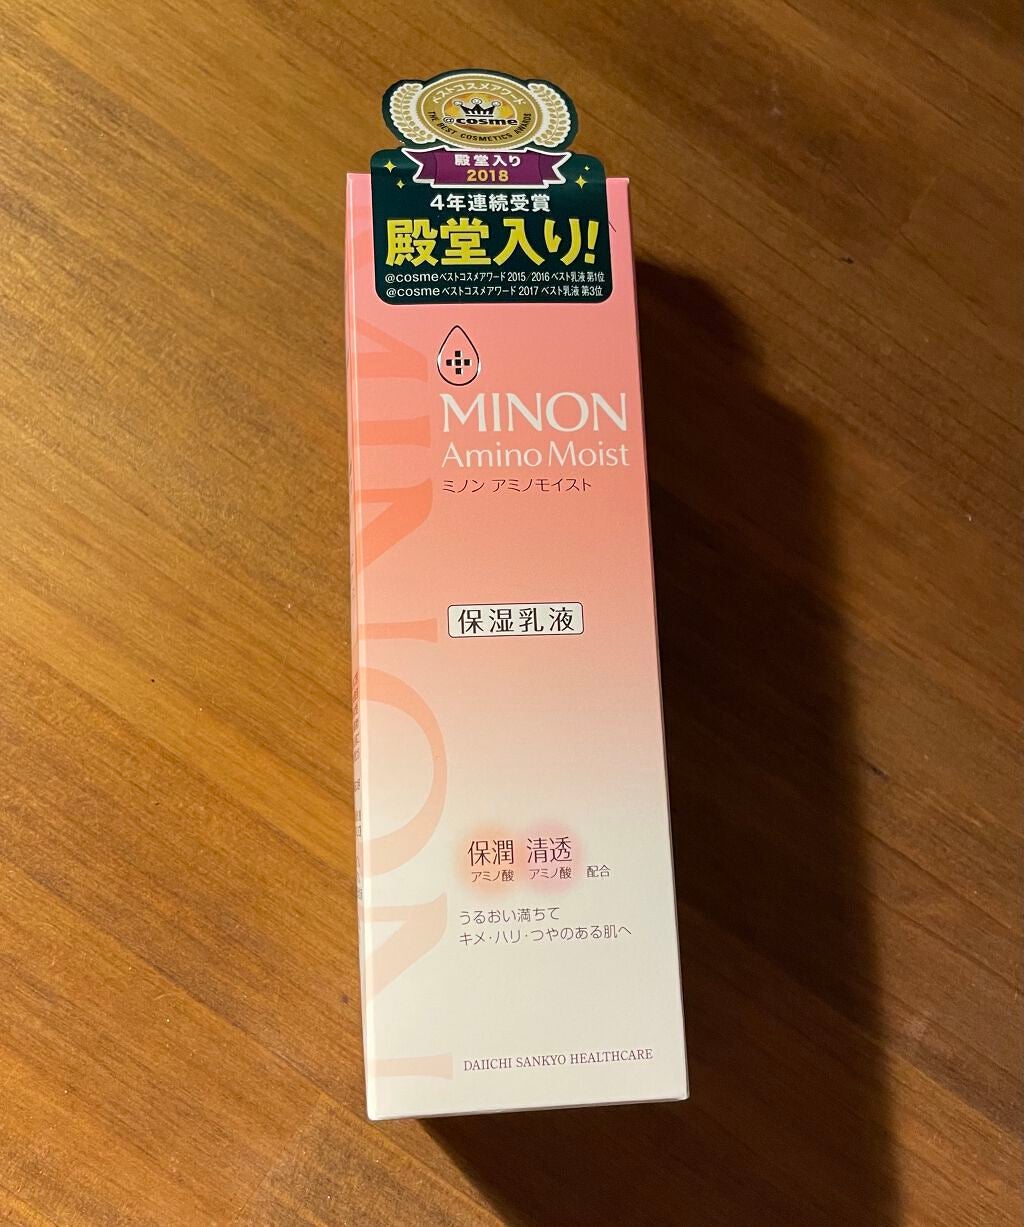 ベストコスメアワード
@cosme
THE BEST COSMETICS AWARDS
殿堂入り
2018
4年連続受賞
殿堂入り!
@cosmeベストコスメアワード2015/2016 ベスト乳液 第1位
@cosmeベストコスメアワード2017 ベスト乳液 第3位
MINON
Amino Moist
ミノン アミノモイスト
保湿乳液
保潤 清透
アミノ酸 アミノ酸 配合
うるおい満ちて
キメ・ハリ・つやのある肌へ
DAIICHI SANKYO HEALTHCARE
MINON